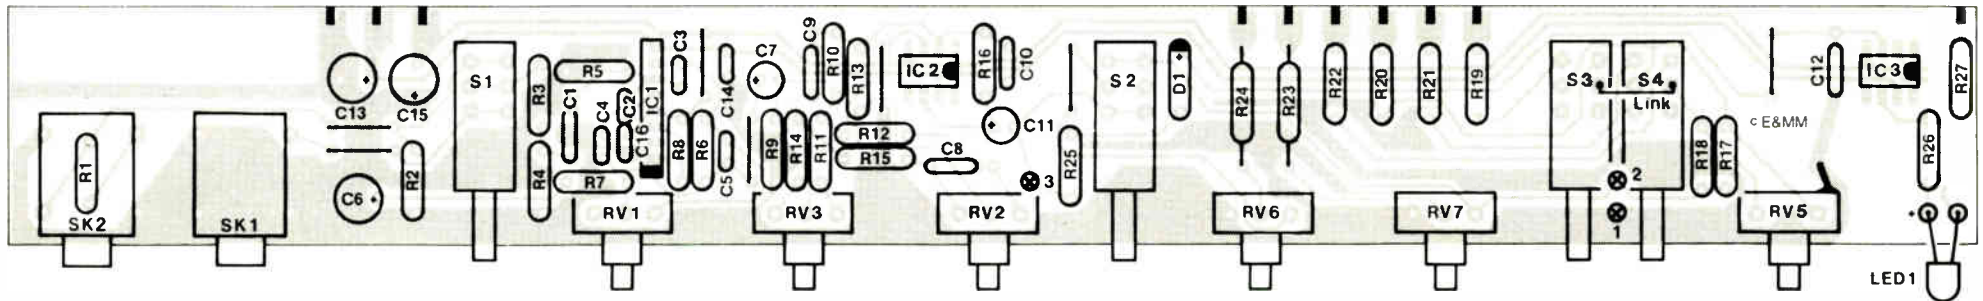 SK2
R1
SK1
C13
C15
C6
R2
S1
R3
R4
R5
C1
C4
C2
C16
IC1
R7
RV1
C3
R8
R6
C14
C5
C7
C9
R10
R13
R9
R14
R11
R12
R15
RV3
IC2
C8
R16
C10
C11
3
RV2
R25
S2
D1
+
R24
R23
R22
R20
R21
R19
RV6
RV7
S3
S4
Link
2
1
R18
R17
c E&MM
C12
IC3
RV5
R27
R26
+
LED1